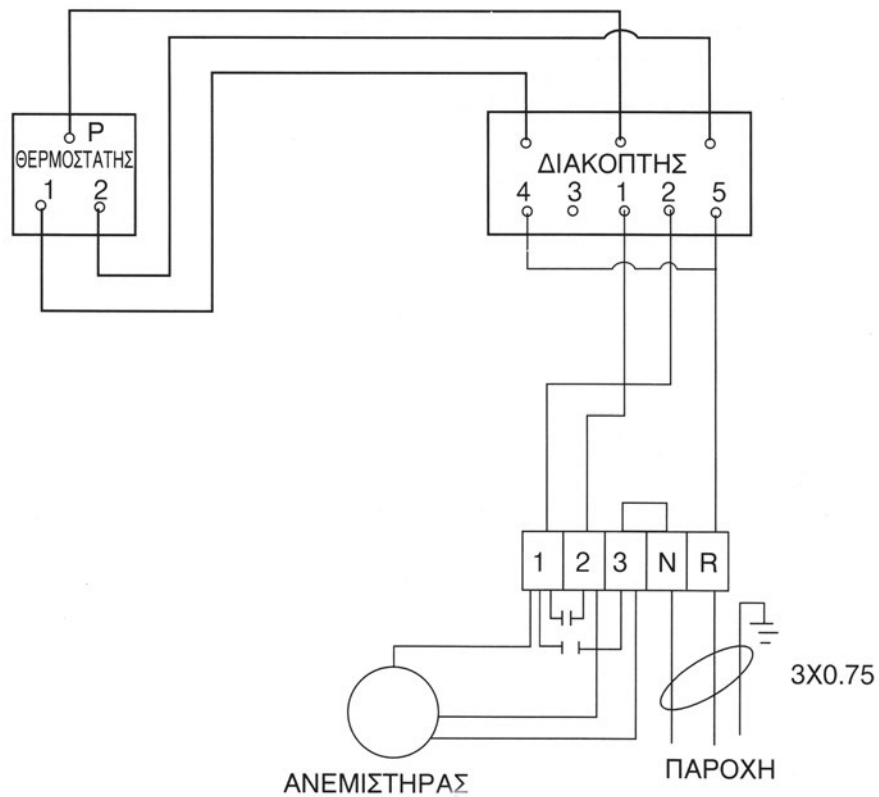 P
ΘΕΡΜΟΣΤΑΤΗΣ
1 2
ΔΙΑΚΟΠΤΗΣ
4 3 1 2 5
1 2 3 N R
3X0.75
ΑΝΕΜΙΣΤΗΡΑΣ
ΠΑΡΟΧΗ